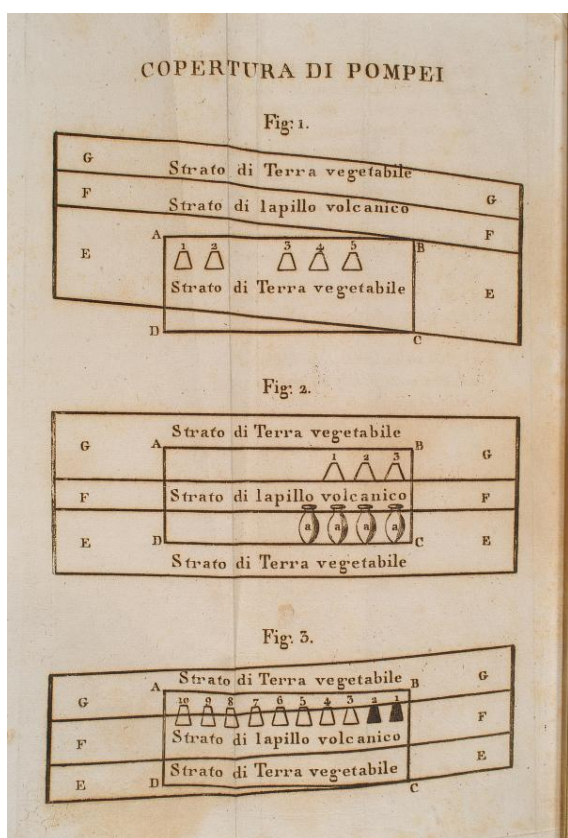 COPERTURA DI POMPEI
Fig: 1.
G Strato di Terra vegetabile G
F Strato di lapillo volcanico F
A B
1 2 3 4 5
E Strato di Terra vegetabile E
D C
Fig: 2.
Strato di Terra vegetabile
G A B G
1 2 3
F Strato di lapillo volcanico F
a a a a
E D C E
Strato di Terra vegetabile
Fig: 3.
Strato di Terra vegetabile
G A B G
10 9 8 7 6 5 4 3 2 1
F Strato di lapillo volcanico F
E D Strato di Terra vegetabile C E